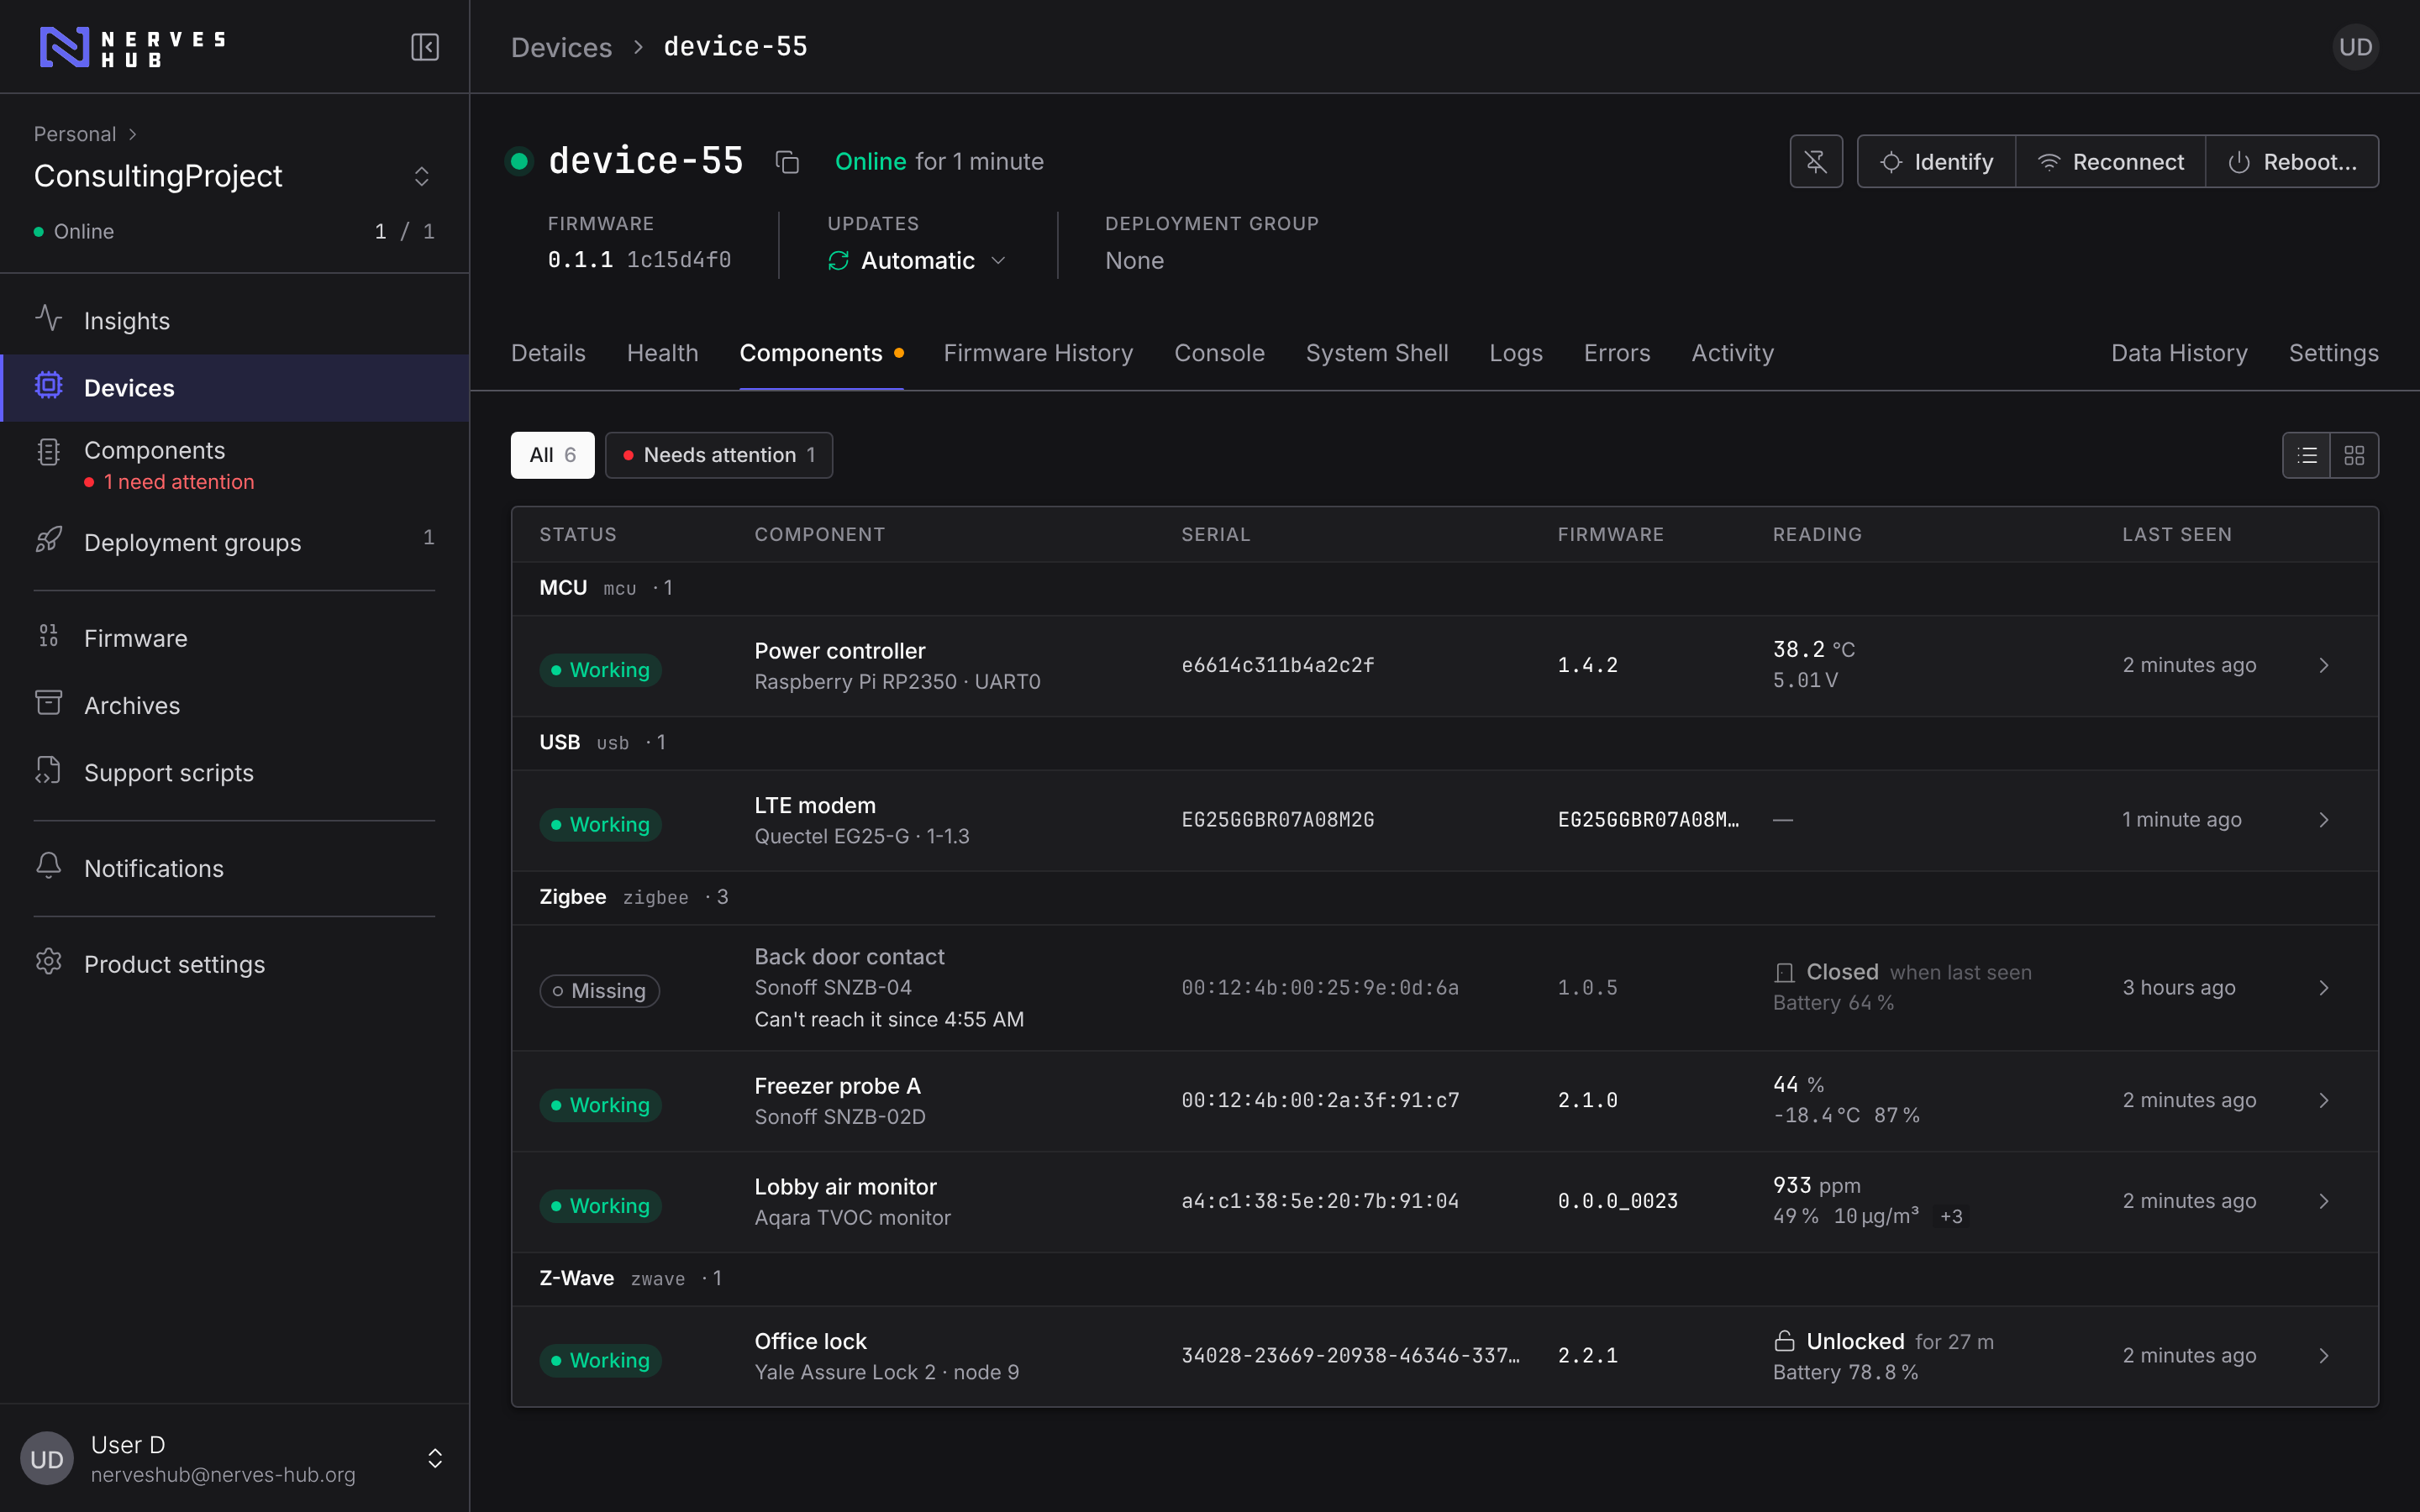 NERVES
HUB
Devices > device-55
UD
Personal >
ConsultingProject
Online 1 / 1
Insights
Devices
Components
1 need attention
Deployment groups 1
Firmware
Archives
Support scripts
Notifications
Product settings
User D
nerveshub@nerves-hub.org
UD
device-55 Online for 1 minute
Identify Reconnect Reboot...
FIRMWARE UPDATES DEPLOYMENT GROUP
0.1.1 1c15d4f0 Automatic None
Details Health Components Firmware History Console System Shell Logs Errors Activity Data History Settings
All 6 Needs attention 1
STATUS COMPONENT SERIAL FIRMWARE READING LAST SEEN
MCU mcu · 1
Working Power controller e6614c311b4a2c2f 1.4.2 38.2 °C 2 minutes ago
Raspberry Pi RP2350 · UART0 5.01 V
USB usb · 1
Working LTE modem EG25GGBR07A08M2G EG25GGBR07A08M… — 1 minute ago
Quectel EG25-G · 1-1.3
Zigbee zigbee · 3
Missing Back door contact 00:12:4b:00:25:9e:0d:6a 1.0.5 Closed when last seen 3 hours ago
Sonoff SNZB-04 Battery 64 %
Can't reach it since 4:55 AM
Working Freezer probe A 00:12:4b:00:2a:3f:91:c7 2.1.0 44 % 2 minutes ago
Sonoff SNZB-02D -18.4 °C 87 %
Working Lobby air monitor a4:c1:38:5e:20:7b:91:04 0.0.0_0023 933 ppm 2 minutes ago
Aqara TVOC monitor 49 % 10 µg/m³ +3
Z-Wave zwave · 1
Working Office lock 34028-23669-20938-46346-337… 2.2.1 Unlocked for 27 m 2 minutes ago
Yale Assure Lock 2 · node 9 Battery 78.8 %